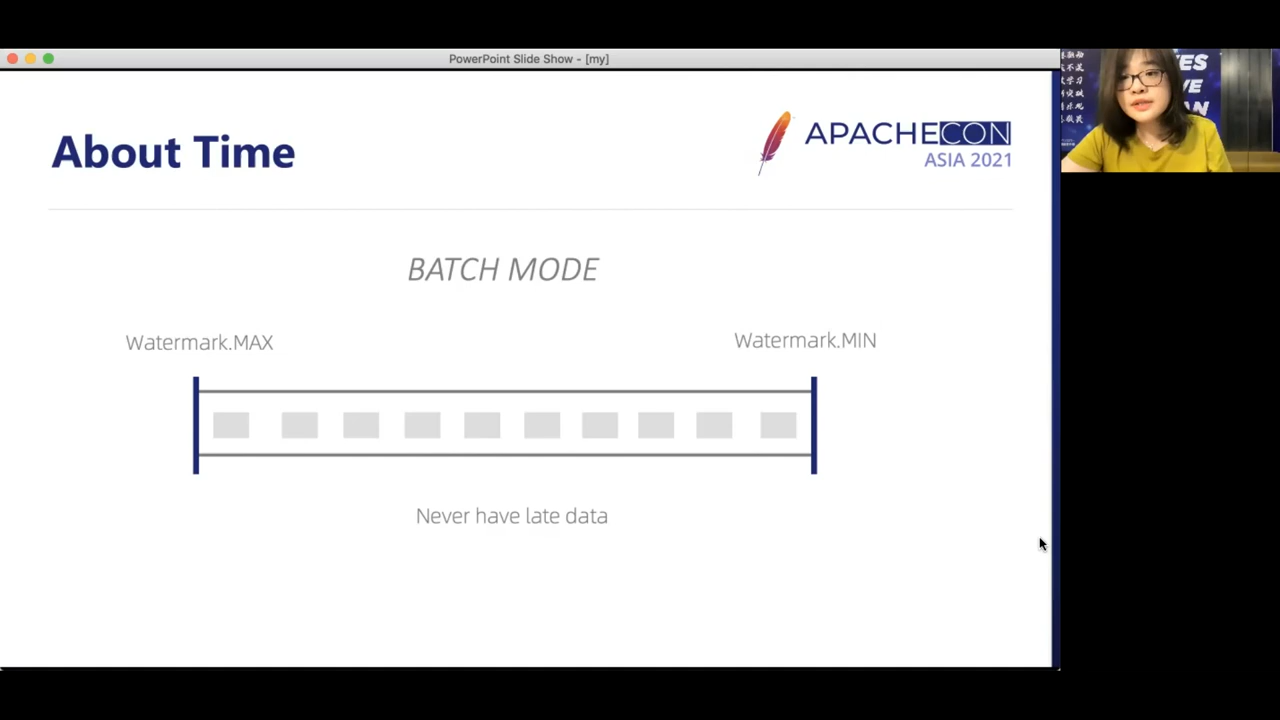 PowerPoint Slide Show - [my]
About Time
APACHECON
ASIA 2021
BATCH MODE
Watermark.MAX
Watermark.MIN
Never have late data